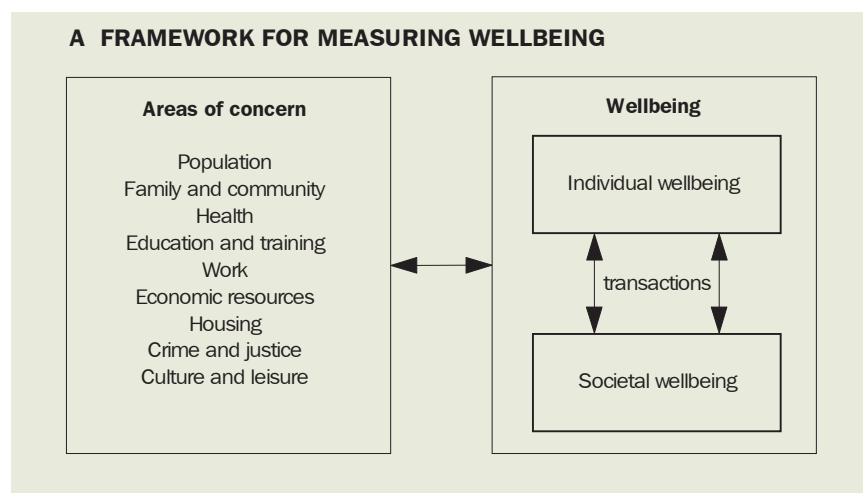 A FRAMEWORK FOR MEASURING WELLBEING
Areas of concern
Population
Family and community
Health
Education and training
Work
Economic resources
Housing
Crime and justice
Culture and leisure
Wellbeing
Individual wellbeing
transactions
Societal wellbeing